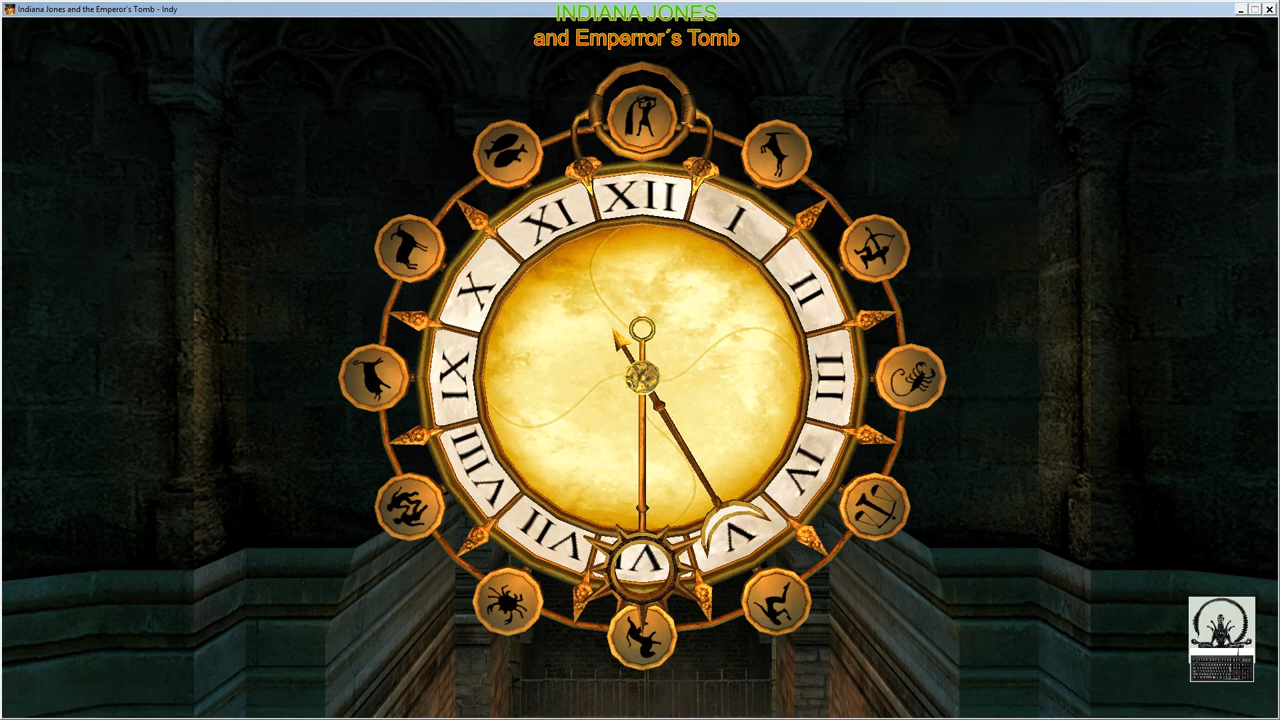 Indiana Jones and the Emperor's Tomb - Indy
INDIANA JONES
and Emperror´s Tomb
XII
I
II
III
IV
V
VI
VII
VIII
IX
X
XI